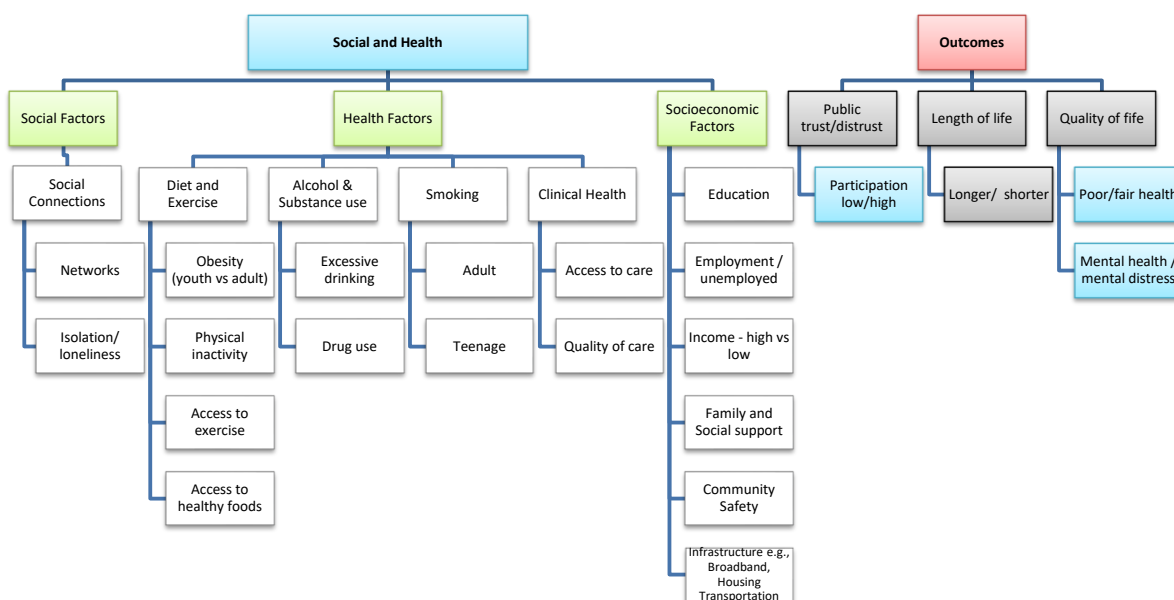 Social and Health
Outcomes
Social Factors
Health Factors
Socioeconomic
Factors
Public
trust/distrust
Length of life
Quality of fife
Social
Connections
Diet and
Exercise
Alcohol &
Substance use
Smoking
Clinical Health
Education
Participation
low/high
Longer/ shorter
Poor/fair health
Networks
Obesity
(youth vs adult)
Excessive
drinking
Adult
Access to care
Employment /
unemployed
Mental health /
mental distress
Isolation/
loneliness
Physical
inactivity
Drug use
Teenage
Quality of care
Income - high vs
low
Access to
exercise
Family and
Social support
Access to
healthy foods
Community
Safety
Infrastructure e.g.,
Broadband,
Housing
Transportation